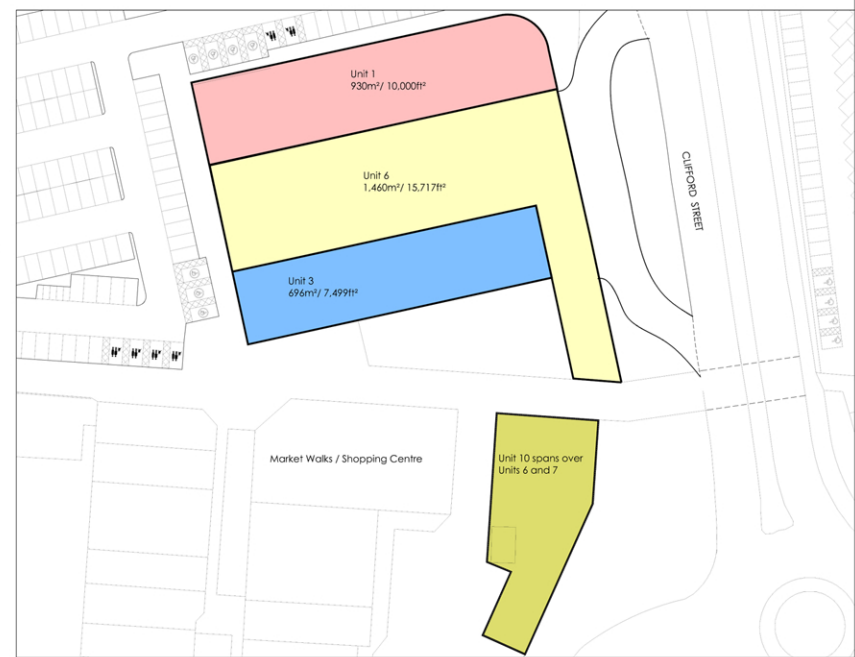 Unit 1
930m²/ 10,000ft²
Unit 6
1,460m²/ 15,717ft²
CLIFFORD STREET
Unit 3
696m²/ 7,499ft²
Market Walks / Shopping Centre
Unit 10 spans over
Units 6 and 7